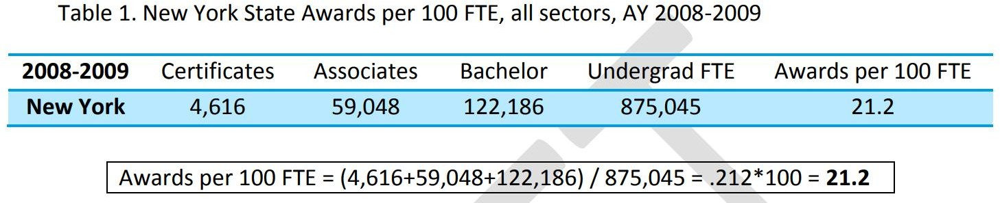 Table 1. New York State Awards per 100 FTE, all sectors, AY 2008-2009
2008-2009 Certificates Associates Bachelor Undergrad FTE Awards per 100 FTE
New York 4,616 59,048 122,186 875,045 21.2
Awards per 100 FTE = (4,616+59,048+122,186) / 875,045 = .212*100 = 21.2